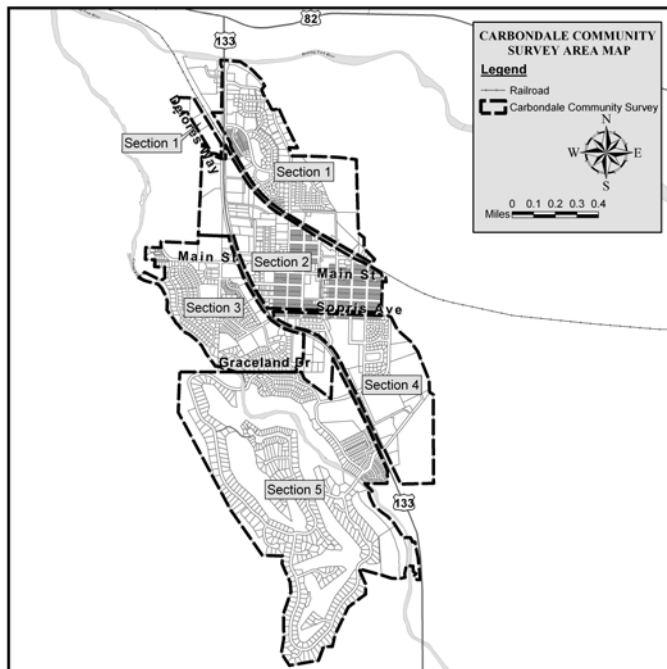 CARBONDALE COMMUNITY
SURVEY AREA MAP
Legend
Railroad
Carbondale Community Survey
N
W
E
S
Miles
0 0.1 0.2 0.3 0.4
82
133
Dolores Way
Section 1
Section 1
Main St
Section 2
Main St
Section 3
Sopris Ave
Graceland Dr
Section 4
Section 5
133